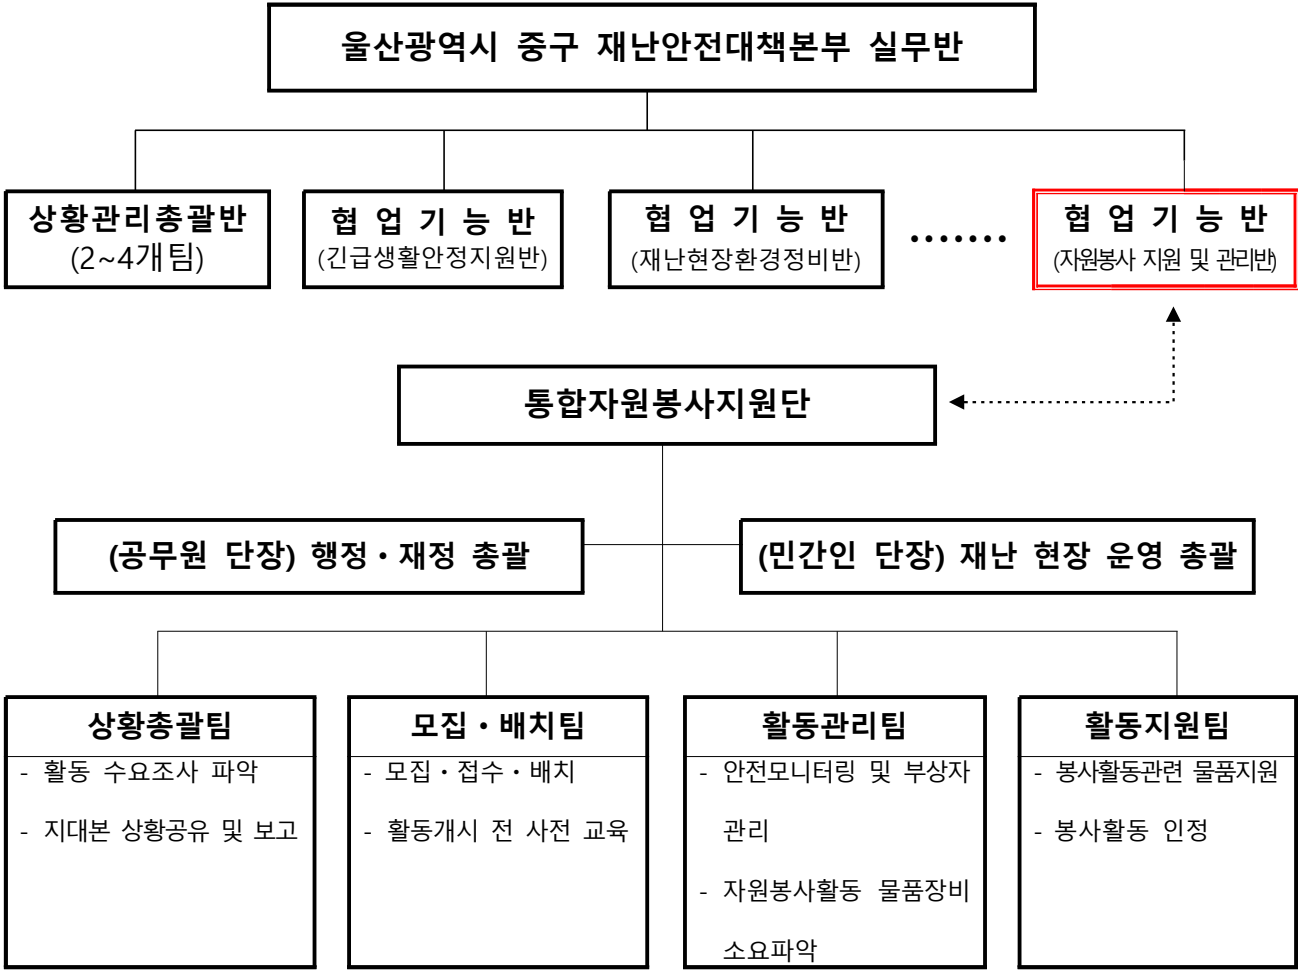 울산광역시 중구 재난안전대책본부 실무반
상황관리총괄반
(2~4개팀)
협 업 기 능 반
(긴급생활안정지원반)
협 업 기 능 반
(재난현장환경정비반)
·······
협 업 기 능 반
(자원봉사 지원 및 관리반)
통합자원봉사지원단
(공무원 단장) 행정·재정 총괄
(민간인 단장) 재난 현장 운영 총괄
상황총괄팀
- 활동 수요조사 파악
- 지대본 상황공유 및 보고
모집·배치팀
- 모집·접수·배치
- 활동개시 전 사전 교육
활동관리팀
- 안전모니터링 및 부상자
관리
- 자원봉사활동 물품장비
소요파악
활동지원팀
- 봉사활동관련 물품지원
- 봉사활동 인정